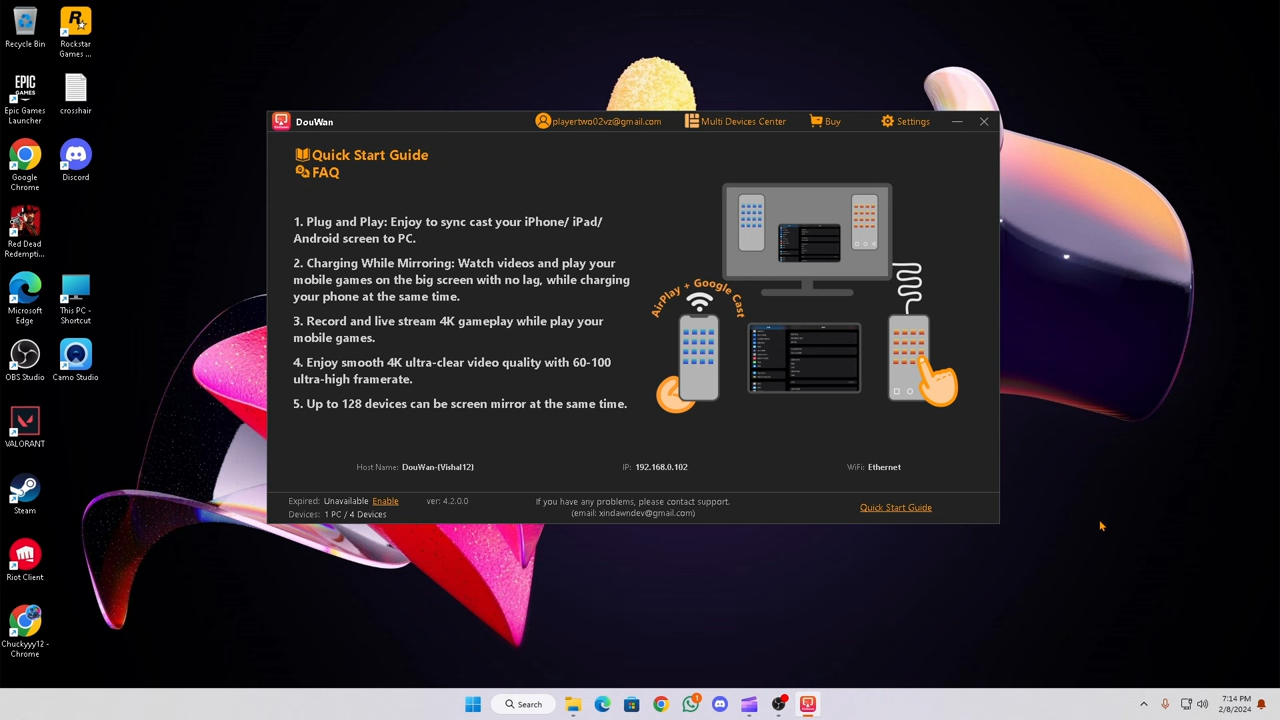 Recycle Bin
Rockstar
Games ...
EPIC
GAMES
Epic Games
Launcher
crosshair
Google
Chrome
Discord
Red Dead
Redempti...
Microsoft
Edge
This PC -
Shortcut
OBS Studio
Camo Studio
VALORANT
Steam
Riot Client
Chuckyyy12 -
Chrome
DouWan
playertwo02vz@gmail.com
Multi Devices Center
Buy
Settings
Quick Start Guide
FAQ
1. Plug and Play: Enjoy to sync cast your iPhone/ iPad/
Android screen to PC.
2. Charging While Mirroring: Watch videos and play your
mobile games on the big screen with no lag, while charging
your phone at the same time.
3. Record and live stream 4K gameplay while play your
mobile games.
4. Enjoy smooth 4K ultra-clear video quality with 60-100
ultra-high framerate.
5. Up to 128 devices can be screen mirror at the same time.
AirPlay + Google Cast
Host Name: DouWan-(Vishal12)
IP: 192.168.0.102
WiFi: Ethernet
Expired: Unavailable Enable
ver: 4.2.0.0
Devices: 1 PC / 4 Devices
If you have any problems, please contact support.
(email: xindawndev@gmail.com)
Quick Start Guide
Search
1
7:14 PM
2/8/2024